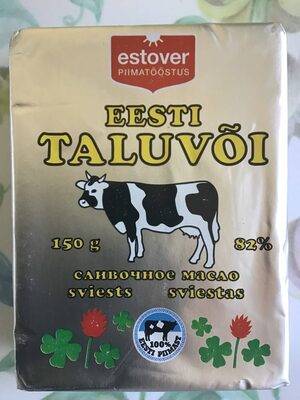 estover
PIIMATÖÖSTUS
EESTI
TALUVÕI
150 g 82%
СЛИВОЧНОЕ МАСЛО
sviests sviestas
100%
EESTI PIIMAST